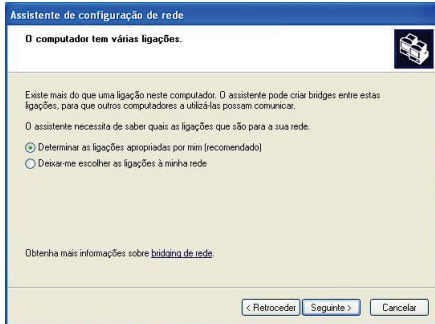 Assistente de configuração de rede
O computador tem várias ligações.
Existe mais do que uma ligação neste computador. O assistente pode criar bridges entre estas
ligações, para que outros computadores a utilizá-las possam comunicar.
O assistente necessita de saber quais as ligações que são para a sua rede.
Determinar as ligações apropriadas por mim (recomendado)
Deixar-me escolher as ligações à minha rede
Obtenha mais informações sobre bridging de rede.
< Retroceder Seguinte > Cancelar